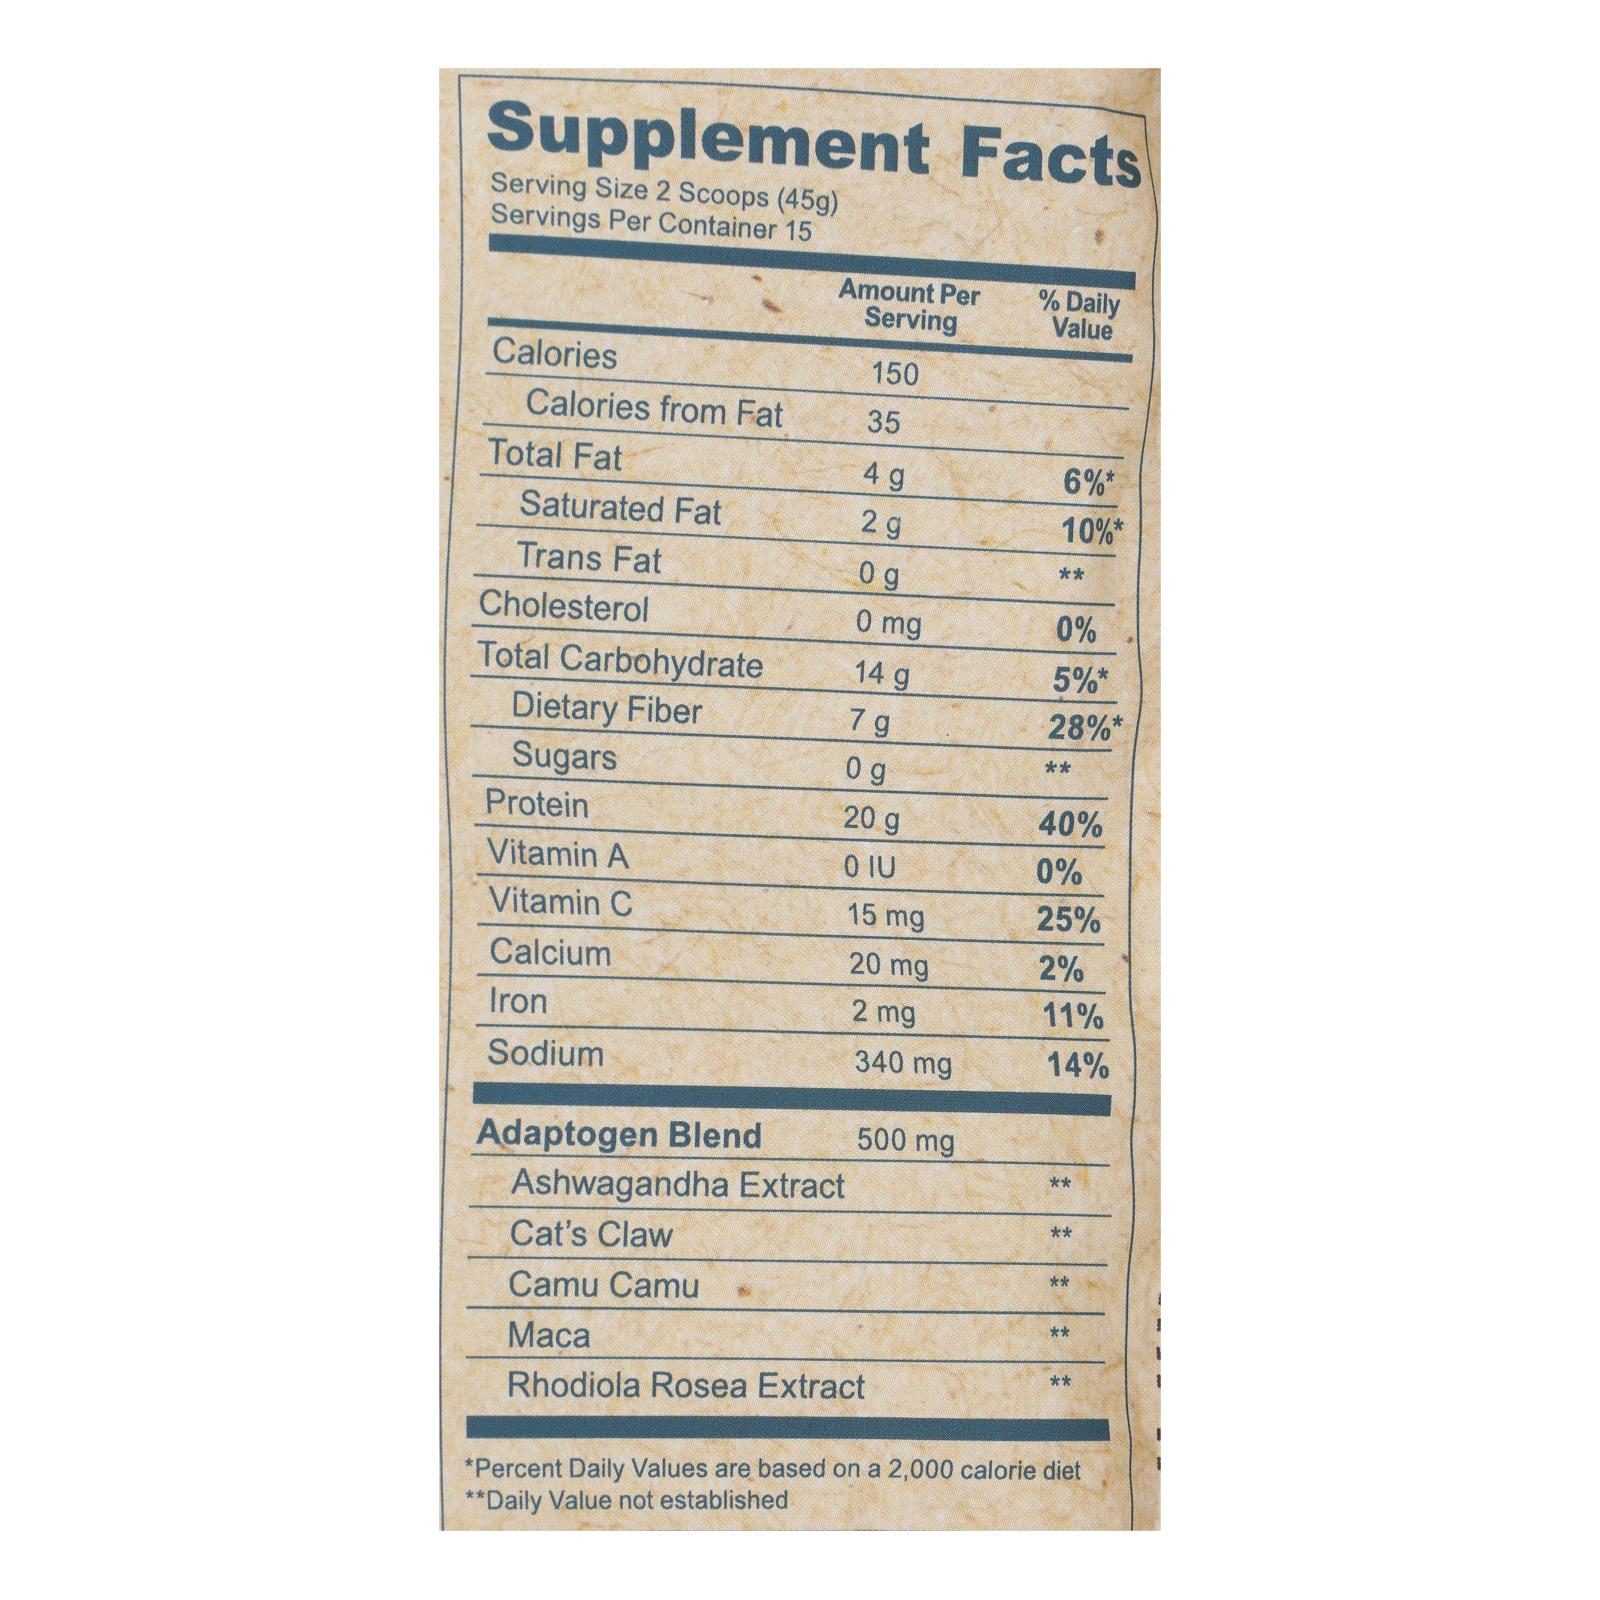 Supplement Facts
Serving Size 2 Scoops (45g)
Servings Per Container 15
Amount Per Serving % Daily Value
Calories 150
Calories from Fat 35
Total Fat 4 g 6%*
Saturated Fat 2 g 10%*
Trans Fat 0 g **
Cholesterol 0 mg 0%
Total Carbohydrate 14 g 5%*
Dietary Fiber 7 g 28%*
Sugars 0 g **
Protein 20 g 40%
Vitamin A 0 IU 0%
Vitamin C 15 mg 25%
Calcium 20 mg 2%
Iron 2 mg 11%
Sodium 340 mg 14%
Adaptogen Blend 500 mg
Ashwagandha Extract **
Cat's Claw **
Camu Camu **
Maca **
Rhodiola Rosea Extract **
*Percent Daily Values are based on a 2,000 calorie diet
**Daily Value not established